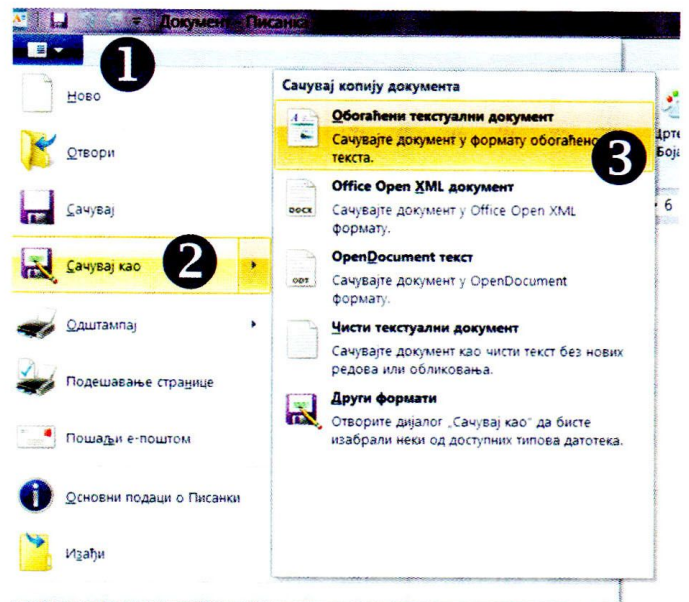 Документ - Писанка
1
Ново
Отвори
Сачувај
Сачувај као
2
Одштампај
Подешавање странице
Пошаљи е-поштом
Основни подаци о Писанки
Изађи
Сачувај копију документа
Обогаћени текстуални документ
Сачувајте документ у формату обогаћено
текста.
3
Office Open XML документ
DOCX
Сачувајте документ у Office Open XML
формату.
OpenDocument текст
ODT
Сачувајте документ у OpenDocument
формату.
Чисти текстуални документ
Сачувајте документ као чисти текст без нових
редова или обликовања.
Други формати
Отворите дијалог „Сачувај као“ да бисте
изабрали неки од доступних типова датотека.
6